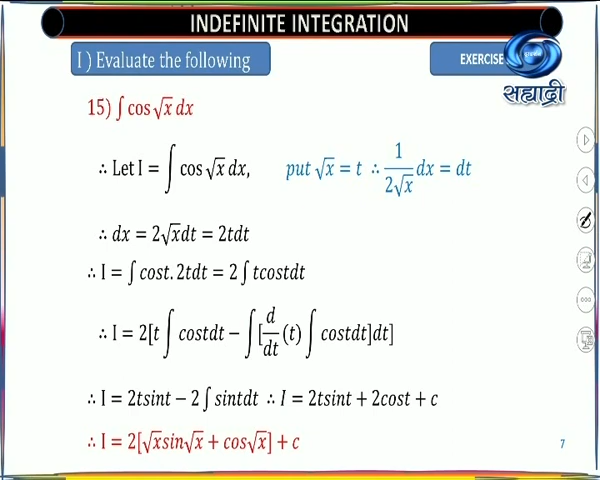 INDEFINITE INTEGRATION
I ) Evaluate the following
EXERCISE
सह्याद्री
15) ∫ cos √x dx
∴ Let I = ∫ cos √x dx, put √x = t ∴ 1/(2√x) dx = dt
∴ dx = 2√x dt = 2tdt
∴ I = ∫ cost. 2tdt = 2 ∫ tcostdt
∴ I = 2[t ∫ costdt − ∫ [d/dt (t) ∫ costdt]dt]
∴ I = 2tsint − 2 ∫ sintdt ∴ I = 2tsint + 2cost + c
∴ I = 2[√x sin√x + cos√x] + c
7